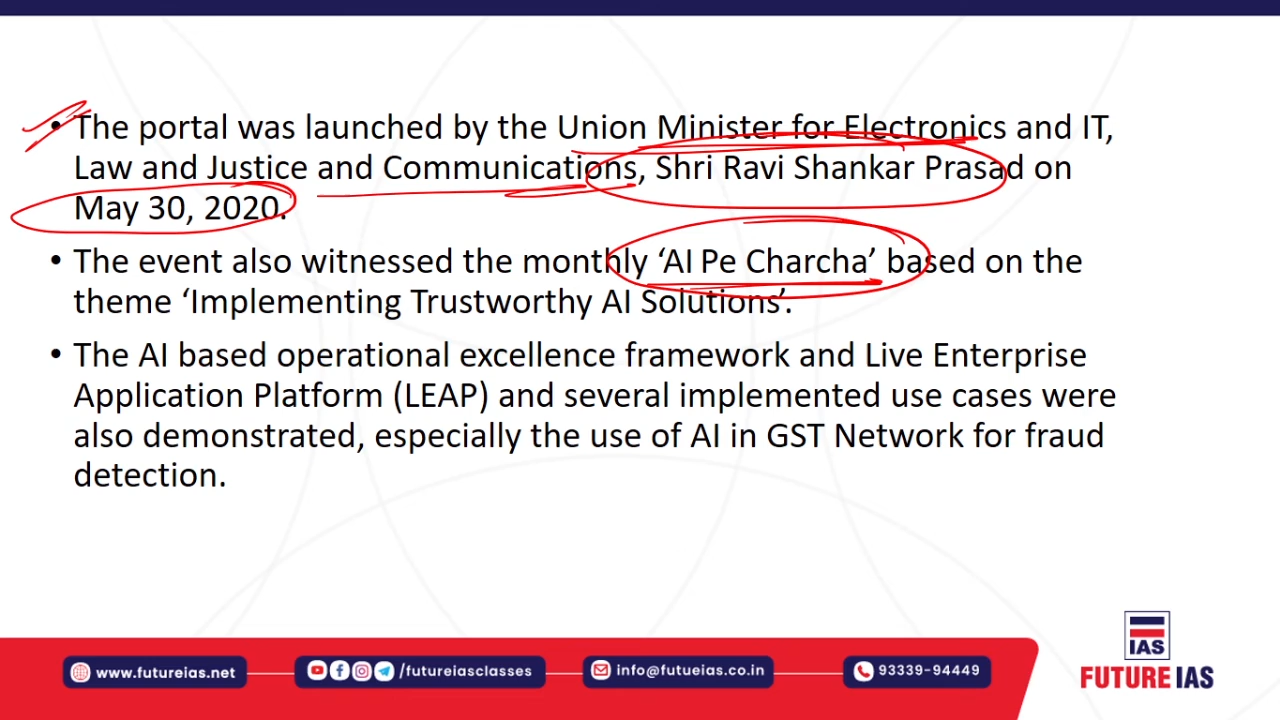 • The portal was launched by the Union Minister for Electronics and IT,
Law and Justice and Communications, Shri Ravi Shankar Prasad on
May 30, 2020.
• The event also witnessed the monthly ‘AI Pe Charcha’ based on the
theme ‘Implementing Trustworthy AI Solutions’.
• The AI based operational excellence framework and Live Enterprise
Application Platform (LEAP) and several implemented use cases were
also demonstrated, especially the use of AI in GST Network for fraud
detection.
IAS
FUTURE IAS
www.futureias.net
/futureiasclasses
info@futueias.co.in
93339-94449